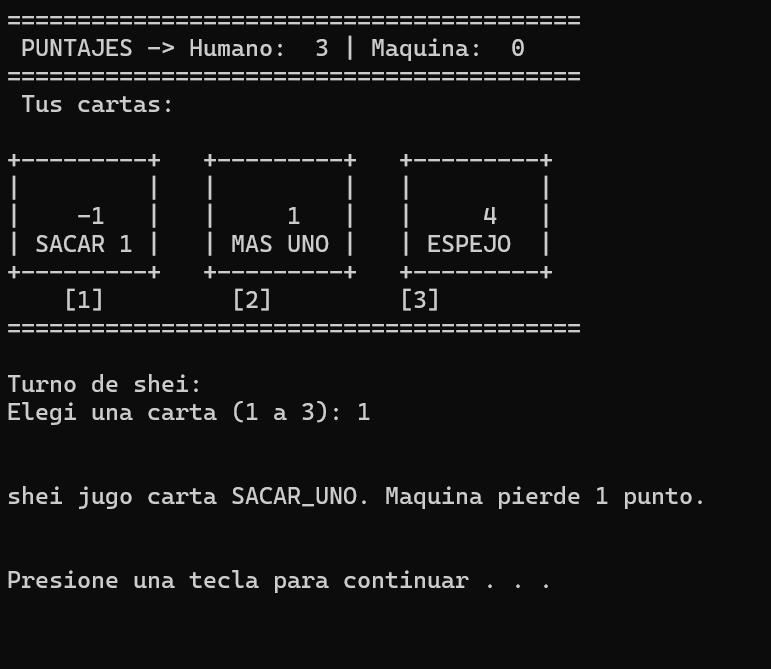 =========================================
 PUNTAJES -> Humano:  3 | Maquina:  0
=========================================
 Tus cartas:
+---------+   +---------+   +---------+
|         |   |         |   |         |
|    -1   |   |     1   |   |     4   |
| SACAR 1 |   | MAS UNO |   | ESPEJO  |
+---------+   +---------+   +---------+
    [1]         [2]         [3]
=========================================
Turno de shei:
Elegi una carta (1 a 3): 1
shei jugo carta SACAR_UNO. Maquina pierde 1 punto.
Presione una tecla para continuar . . .